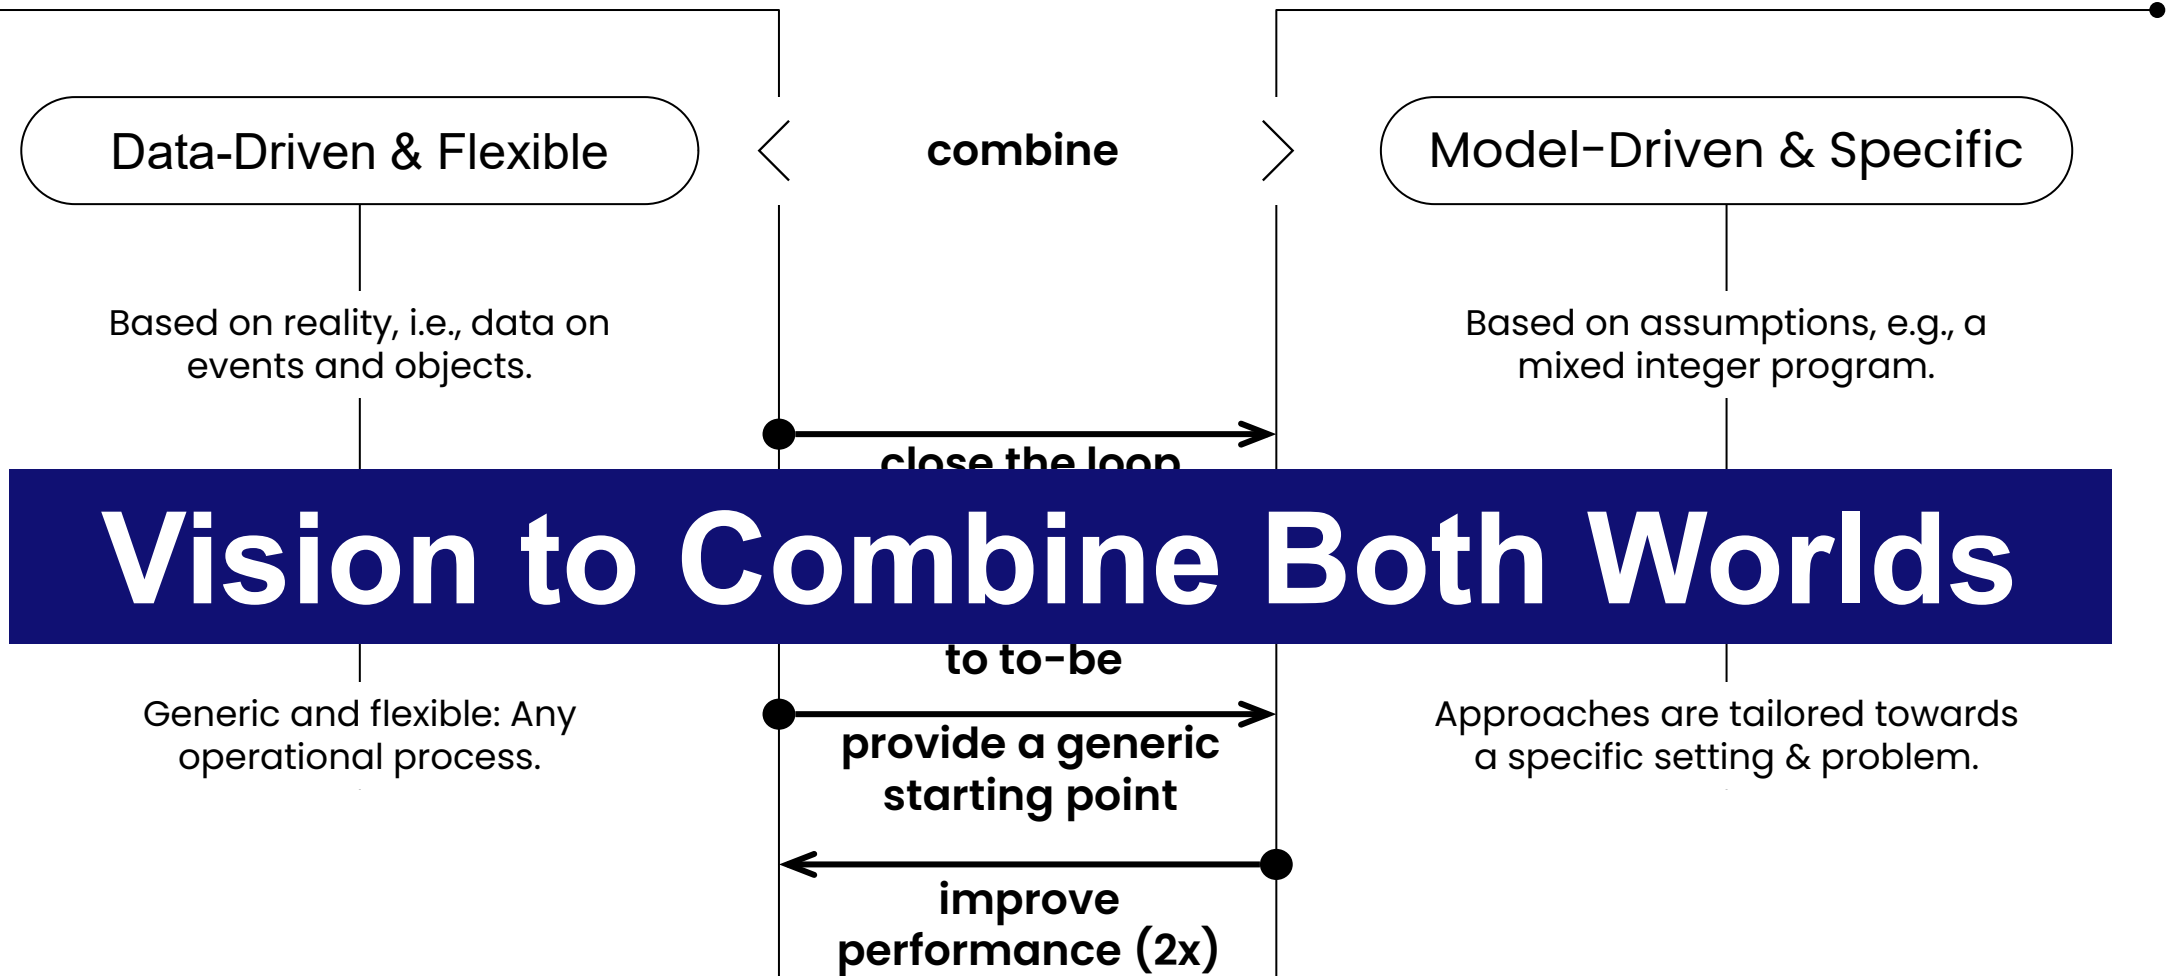 Data-Driven & Flexible
combine
Model-Driven & Specific
Based on reality, i.e., data on
events and objects.
Based on assumptions, e.g., a
mixed integer program.
close the loop
Vision to Combine Both Worlds
to to-be
Generic and flexible: Any
operational process.
provide a generic
starting point
Approaches are tailored towards
a specific setting & problem.
improve
performance (2x)